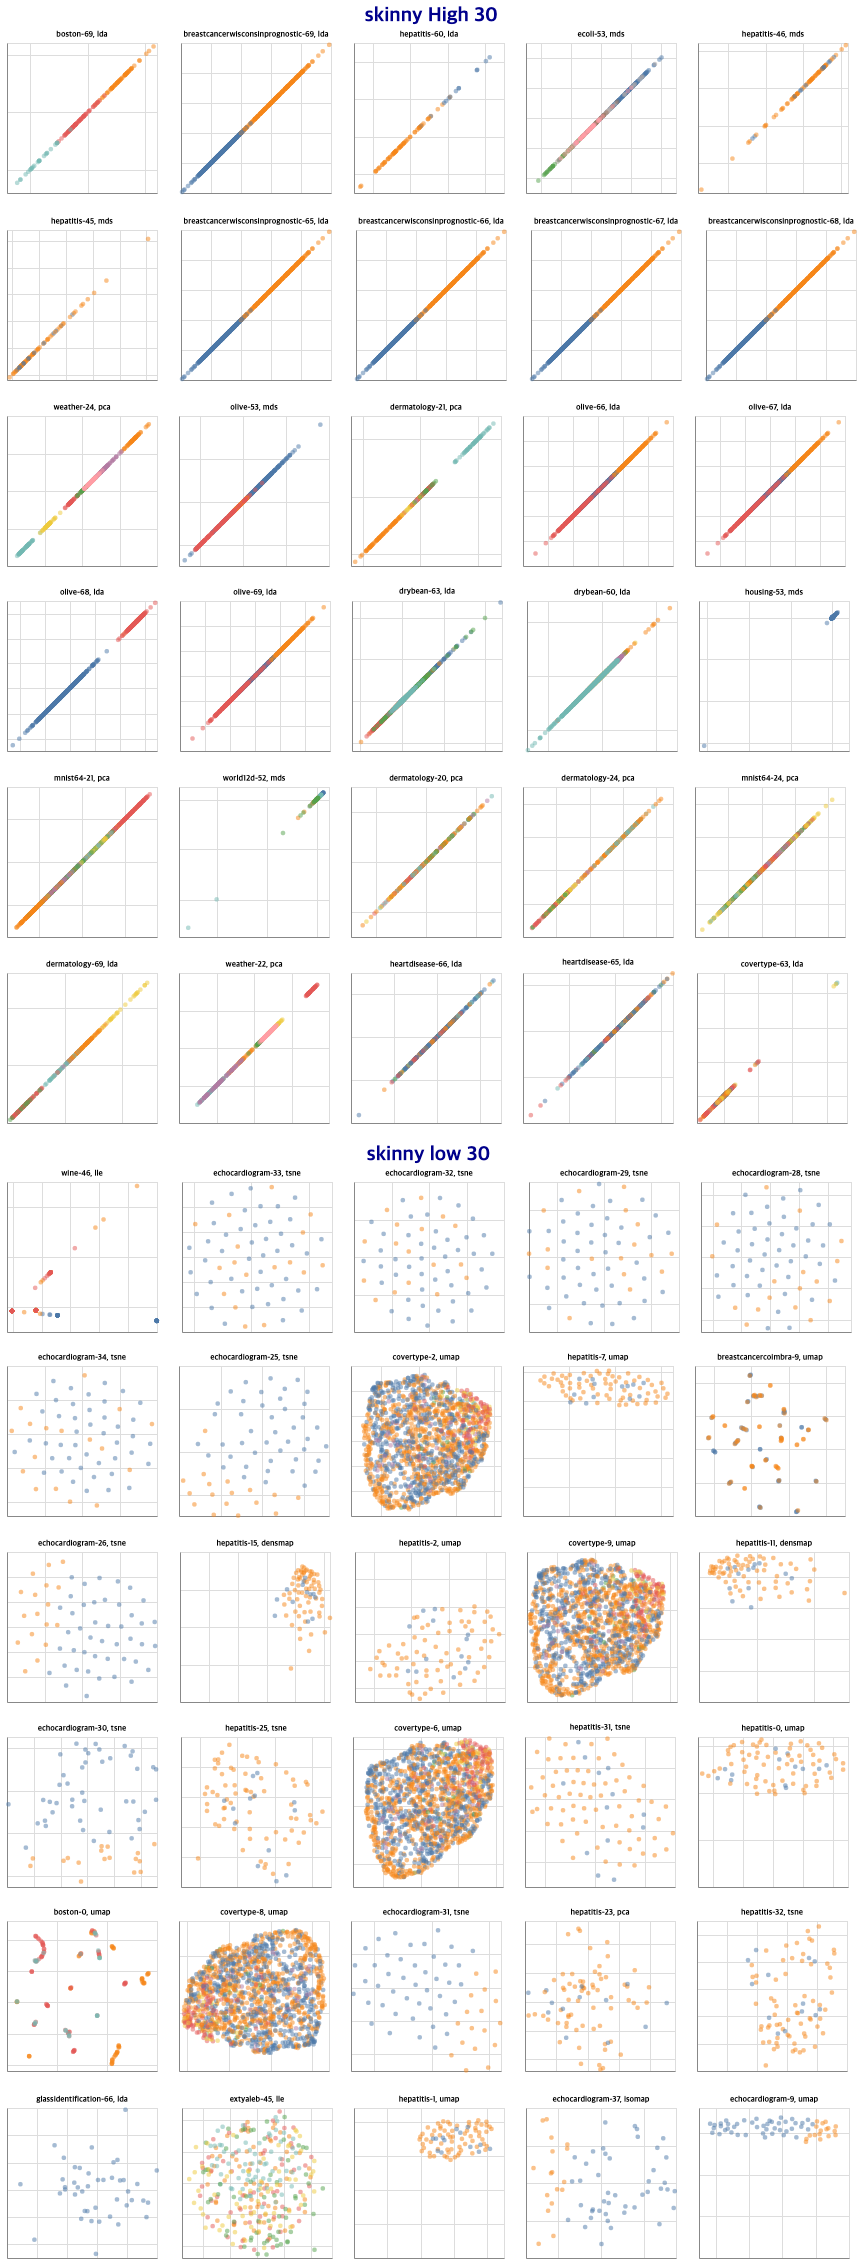 skinny High 30
boston-69, lda
breastcancerwisconsinprognostic-69, lda
hepatitis-60, lda
ecoli-53, mds
hepatitis-46, mds
hepatitis-45, mds
breastcancerwisconsinprognostic-65, lda
breastcancerwisconsinprognostic-66, lda
breastcancerwisconsinprognostic-67, lda
breastcancerwisconsinprognostic-68, lda
weather-24, pca
olive-53, mds
dermatology-21, pca
olive-66, lda
olive-67, lda
olive-68, lda
olive-69, lda
drybean-63, lda
drybean-60, lda
housing-53, mds
mnist64-21, pca
world12d-52, mds
dermatology-20, pca
dermatology-24, pca
mnist64-24, pca
dermatology-69, lda
weather-22, pca
heartdisease-66, lda
heartdisease-65, lda
covertype-63, lda
skinny low 30
wine-46, lle
echocardiogram-33, tsne
echocardiogram-32, tsne
echocardiogram-29, tsne
echocardiogram-28, tsne
echocardiogram-34, tsne
echocardiogram-25, tsne
covertype-2, umap
hepatitis-7, umap
breastcancercoimbra-9, umap
echocardiogram-26, tsne
hepatitis-15, densmap
hepatitis-2, umap
covertype-9, umap
hepatitis-11, densmap
echocardiogram-30, tsne
hepatitis-25, tsne
covertype-6, umap
hepatitis-31, tsne
hepatitis-0, umap
boston-0, umap
covertype-8, umap
echocardiogram-31, tsne
hepatitis-23, pca
hepatitis-32, tsne
glassidentification-66, lda
extyaleb-45, lle
hepatitis-1, umap
echocardiogram-37, isomap
echocardiogram-9, umap